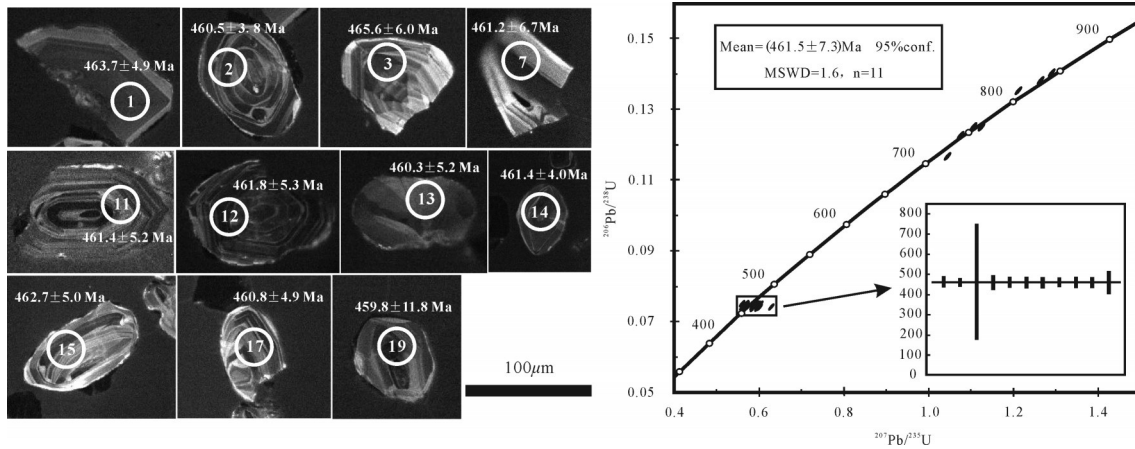 463.7±4.9 Ma
1
460.5±3. 8 Ma
2
465.6±6.0 Ma
3
461.2±6.7Ma
7
11
461.4±5.2 Ma
461.8±5.3 Ma
12
460.3±5.2 Ma
13
461.4±4.0Ma
14
462.7±5.0 Ma
15
460.8±4.9 Ma
17
459.8±11.8 Ma
19
100μm
Mean=(461.5±7.3)Ma 95%conf.
MSWD=1.6, n=11
0.15
0.13
0.11
0.09
0.07
0.05
²⁰⁶Pb/²³⁸U
900
800
700
600
500
400
800
700
600
500
400
300
200
100
0
0.4
0.6
0.8
1.0
1.2
1.4
²⁰⁷Pb/²³⁵U